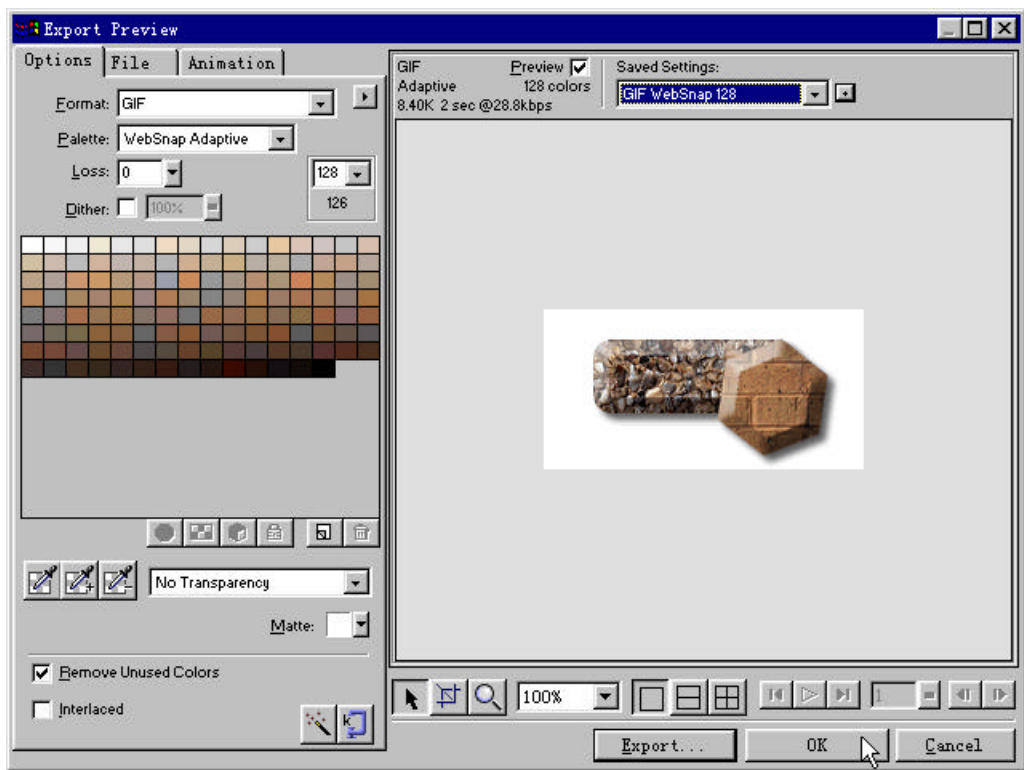 Export Preview
Options File Animation
Format: GIF
Palette: WebSnap Adaptive
Loss: 0 128
Dither: 100% 126
No Transparency
Matte:
Remove Unused Colors
Interlaced
GIF Preview
Adaptive 128 colors
8.40K 2 sec @28.8kbps
Saved Settings:
GIF WebSnap 128
100% 1
Export... OK Cancel